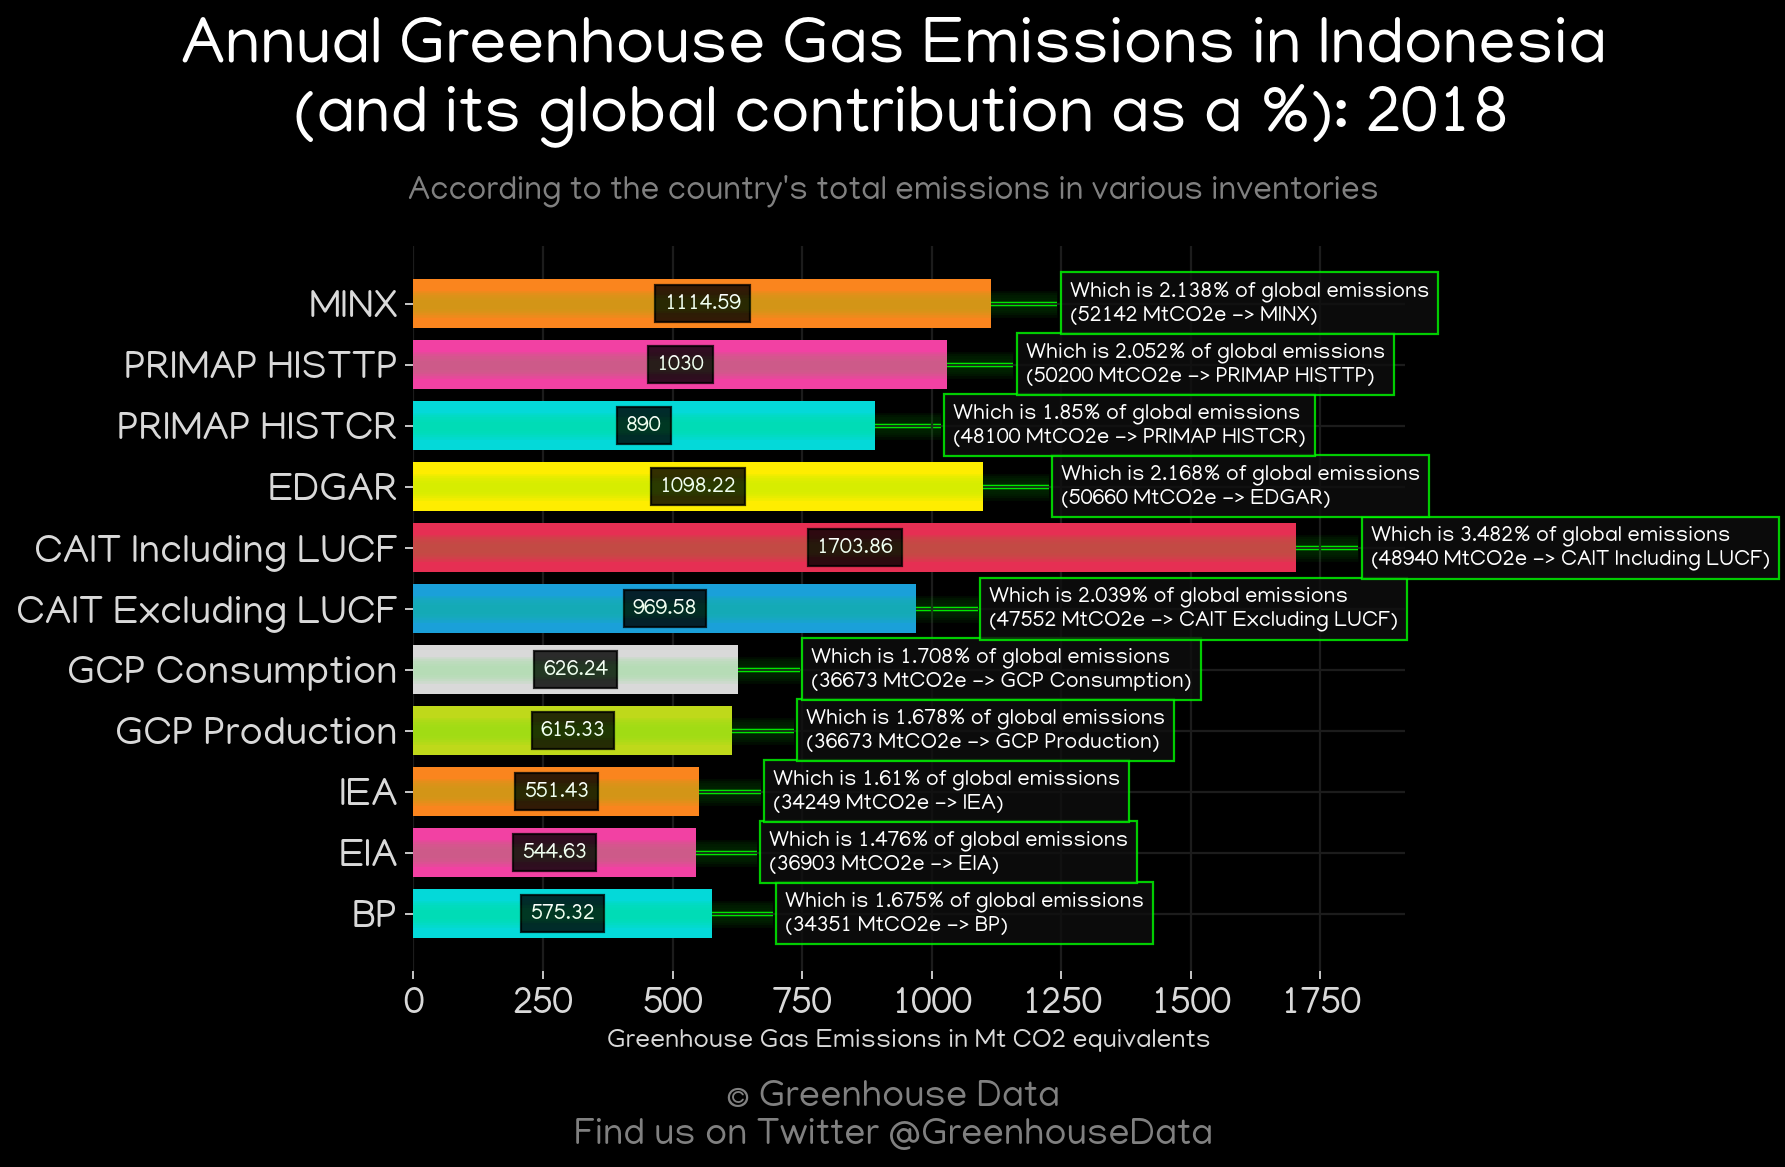 Annual Greenhouse Gas Emissions in Indonesia
(and its global contribution as a %): 2018
According to the country's total emissions in various inventories
MINX
1114.59
Which is 2.138% of global emissions
(52142 MtCO2e -> MINX)
PRIMAP HISTTP
1030
Which is 2.052% of global emissions
(50200 MtCO2e -> PRIMAP HISTTP)
PRIMAP HISTCR
890
Which is 1.85% of global emissions
(48100 MtCO2e -> PRIMAP HISTCR)
EDGAR
1098.22
Which is 2.168% of global emissions
(50660 MtCO2e -> EDGAR)
CAIT Including LUCF
1703.86
Which is 3.482% of global emissions
(48940 MtCO2e -> CAIT Including LUCF)
CAIT Excluding LUCF
969.58
Which is 2.039% of global emissions
(47552 MtCO2e -> CAIT Excluding LUCF)
GCP Consumption
626.24
Which is 1.708% of global emissions
(36673 MtCO2e -> GCP Consumption)
GCP Production
615.33
Which is 1.678% of global emissions
(36673 MtCO2e -> GCP Production)
IEA
551.43
Which is 1.61% of global emissions
(34249 MtCO2e -> IEA)
EIA
544.63
Which is 1.476% of global emissions
(36903 MtCO2e -> EIA)
BP
575.32
Which is 1.675% of global emissions
(34351 MtCO2e -> BP)
0 250 500 750 1000 1250 1500 1750
Greenhouse Gas Emissions in Mt CO2 equivalents
© Greenhouse Data
Find us on Twitter @GreenhouseData